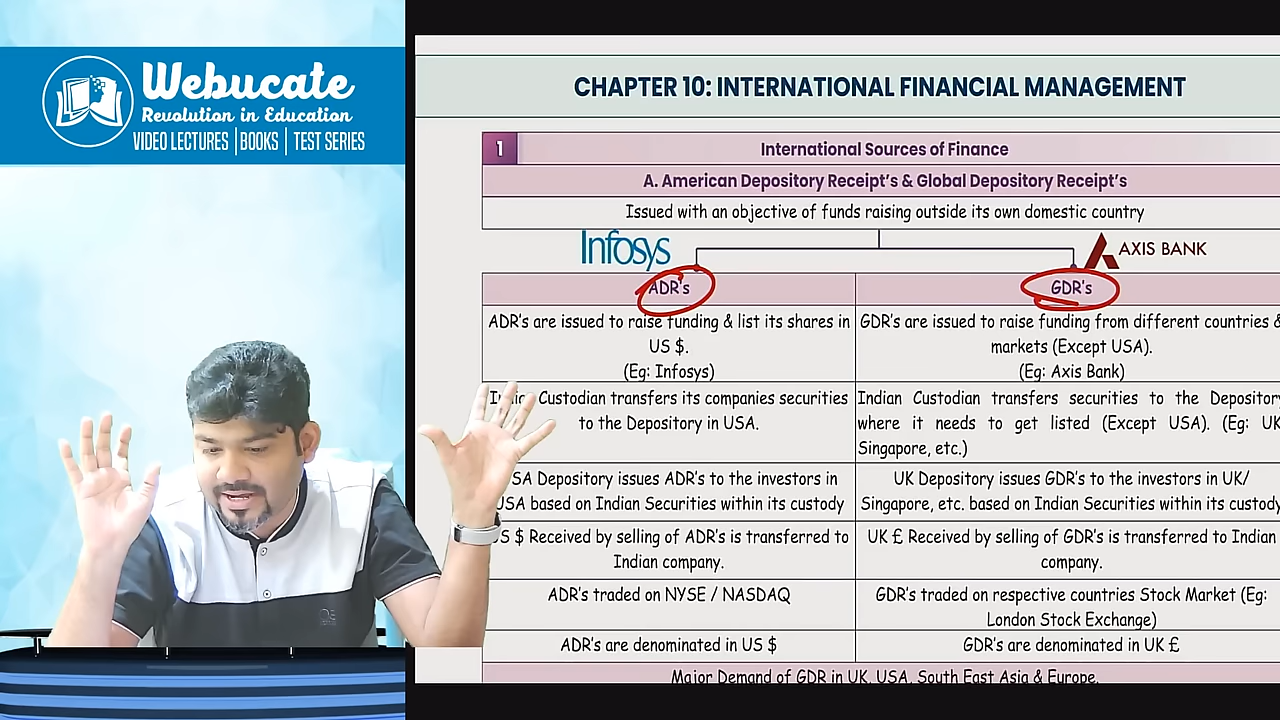 Webucate
Revolution in Education
VIDEO LECTURES | BOOKS | TEST SERIES
CHAPTER 10: INTERNATIONAL FINANCIAL MANAGEMENT
1
International Sources of Finance
A. American Depository Receipt's & Global Depository Receipt's
Issued with an objective of funds raising outside its own domestic country
Infosys
AXIS BANK
ADR's
GDR's
ADR's are issued to raise funding & list its shares in
US $.
(Eg: Infosys)
GDR's are issued to raise funding from different countries &
markets (Except USA).
(Eg: Axis Bank)
Custodian transfers its companies securities
to the Depository in USA.
Indian Custodian transfers securities to the Depository
where it needs to get listed (Except USA). (Eg: UK
Singapore, etc.)
SA Depository issues ADR's to the investors in
USA based on Indian Securities within its custody
UK Depository issues GDR's to the investors in UK/
Singapore, etc. based on Indian Securities within its custody
US $ Received by selling of ADR's is transferred to
Indian company.
UK £ Received by selling of GDR's is transferred to Indian
company.
ADR's traded on NYSE / NASDAQ
GDR's traded on respective countries Stock Market (Eg:
London Stock Exchange)
ADR's are denominated in US $
GDR's are denominated in UK £
Major Demand of GDR in UK, USA, South East Asia & Europe.